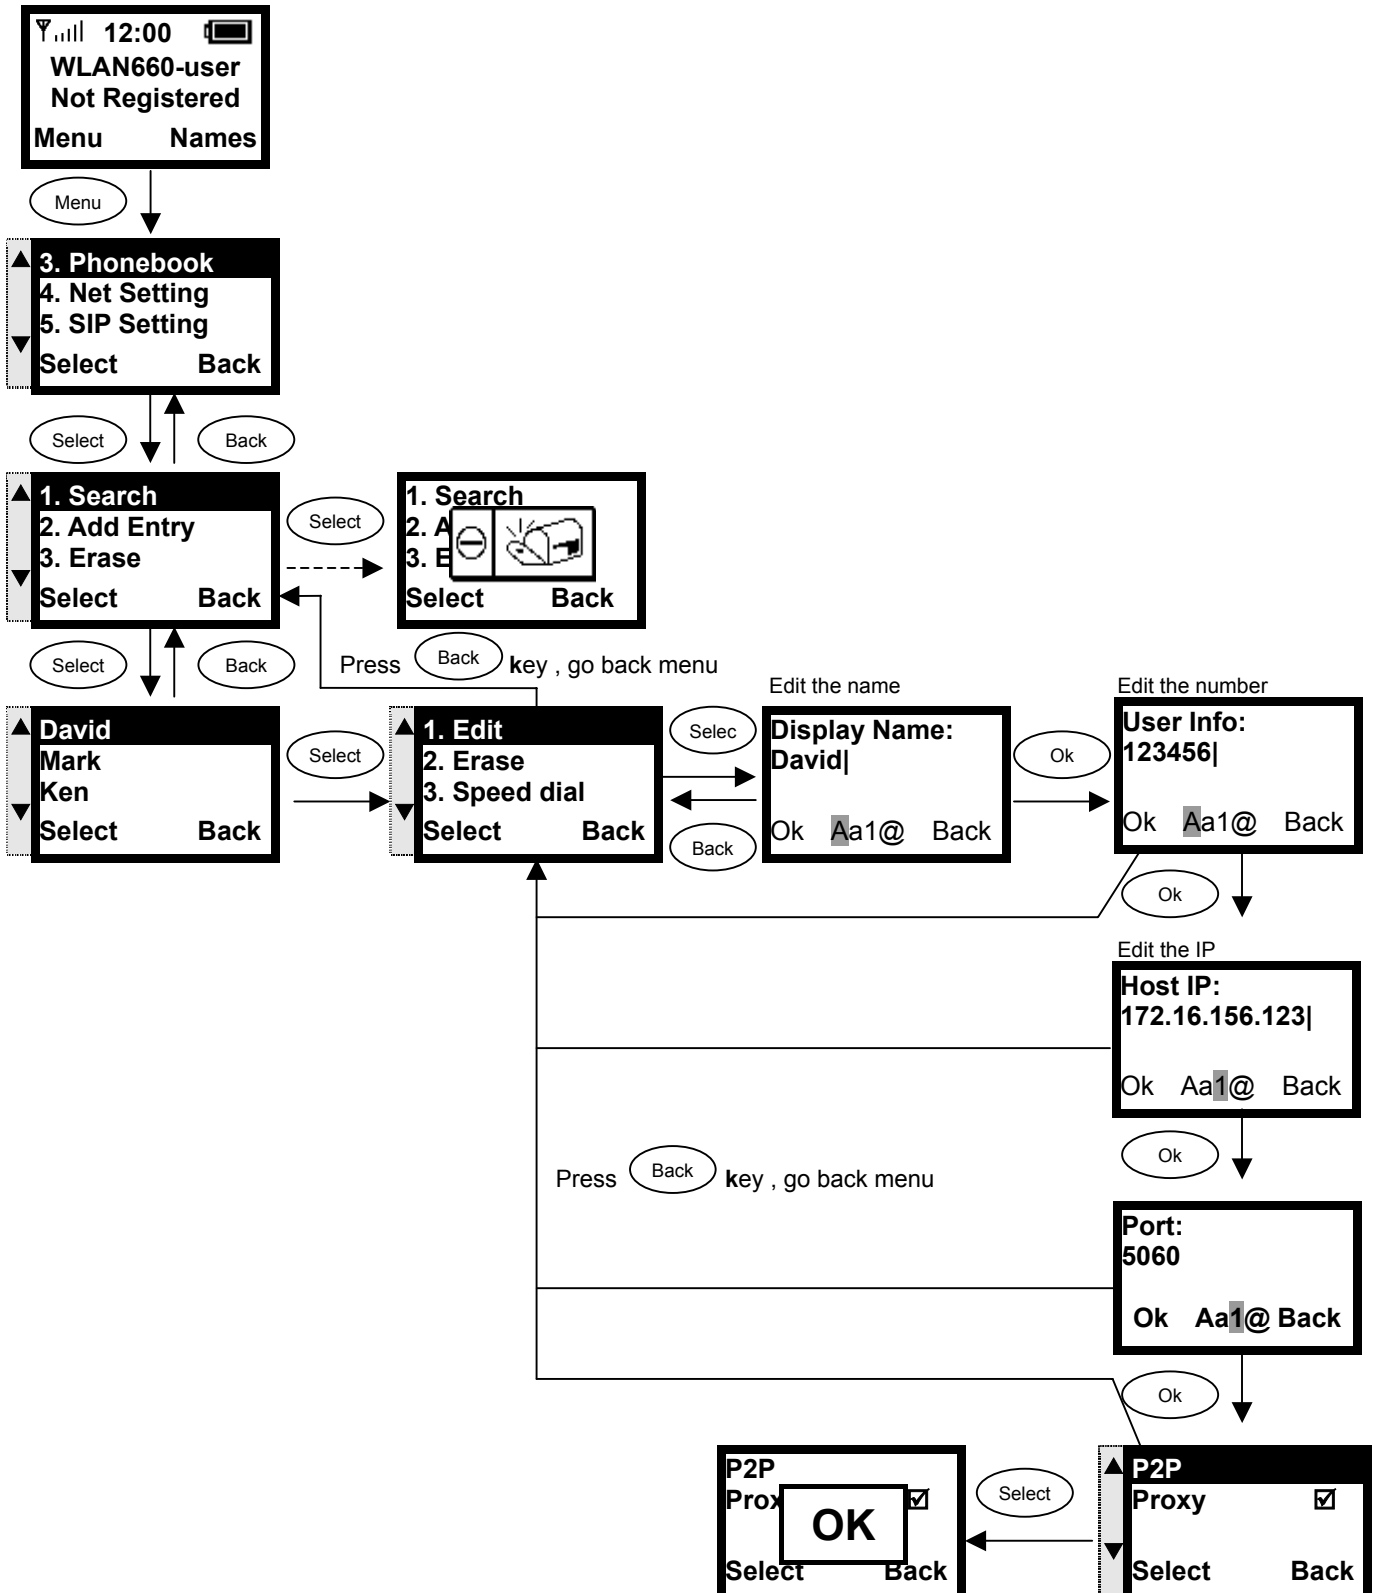 12:00
WLAN660-user
Not Registered
Menu Names
Menu
3. Phonebook
4. Net Setting
5. SIP Setting
Select Back
Select
Back
1. Search
2. Add Entry
3. Erase
Select Back
Select
1. Search
2. A
3. E
Select Back
Select
Back
Press Back key , go back menu
David
Mark
Ken
Select Back
Select
1. Edit
2. Erase
3. Speed dial
Select Back
Selec
Back
Edit the name
Display Name:
David|
Ok Aa1@ Back
Ok
Edit the number
User Info:
123456|
Ok Aa1@ Back
Ok
Edit the IP
Host IP:
172.16.156.123|
Ok Aa1@ Back
Ok
Press Back key , go back menu
Port:
5060
Ok Aa1@ Back
Ok
P2P
Proxy
Select Back
Select
P2P
Prox
OK
Select Back